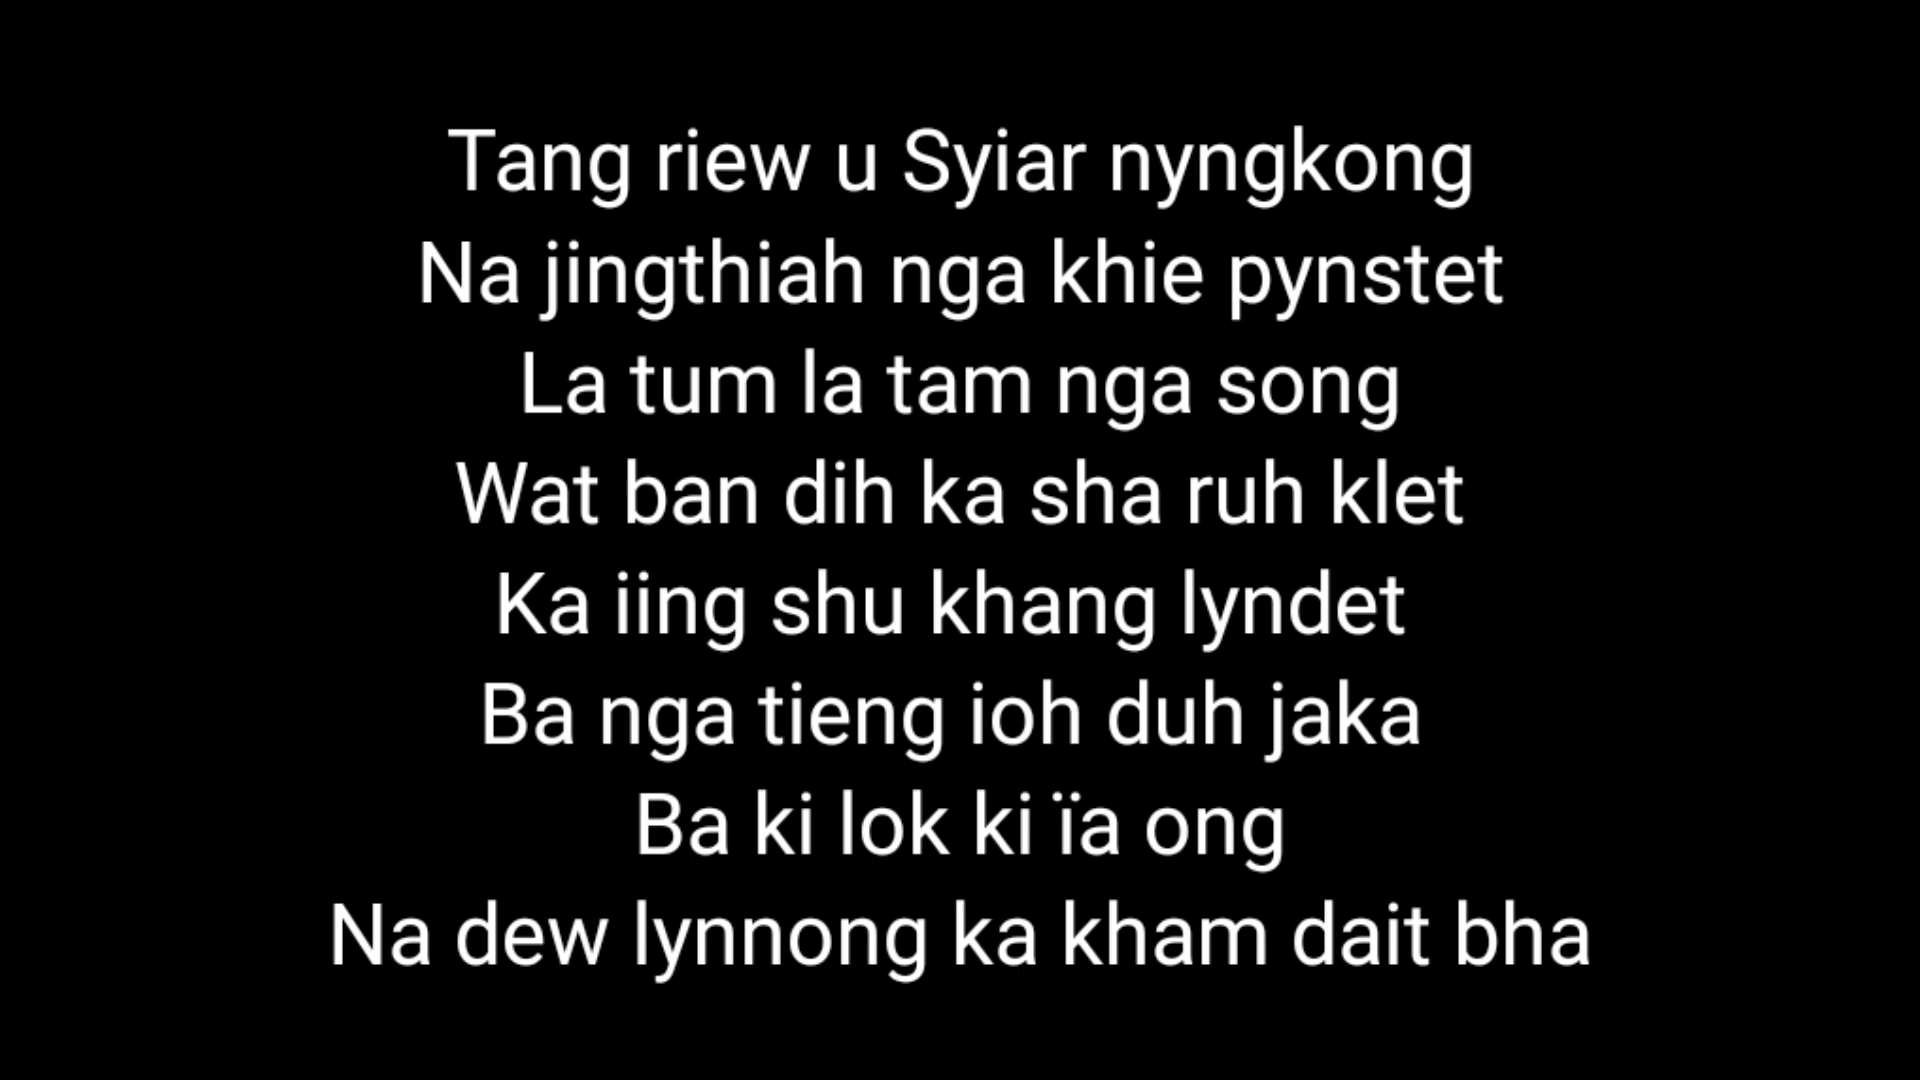 Tang riew u Syiar nyngkong
Na jingthiah nga khie pynstet
La tum la tam nga song
Wat ban dih ka sha ruh klet
Ka iing shu khang lyndet
Ba nga tieng ioh duh jaka
Ba ki lok ki ïa ong
Na dew lynnong ka kham dait bha